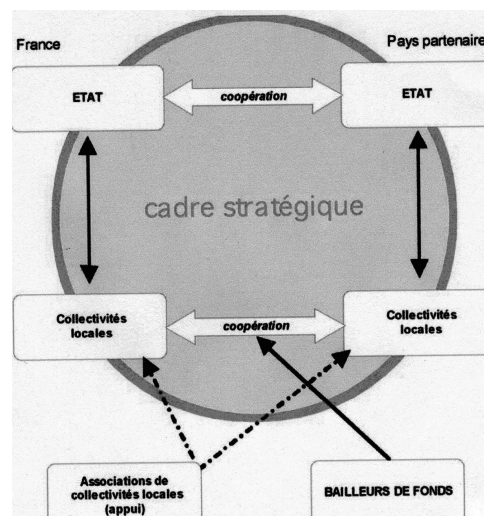 France
Pays partenaire
ETAT
coopération
ETAT
cadre stratégique
Collectivités
locales
coopération
Collectivités
locales
Associations de
collectivités locales
(appui)
BAILLEURS DE FONDS